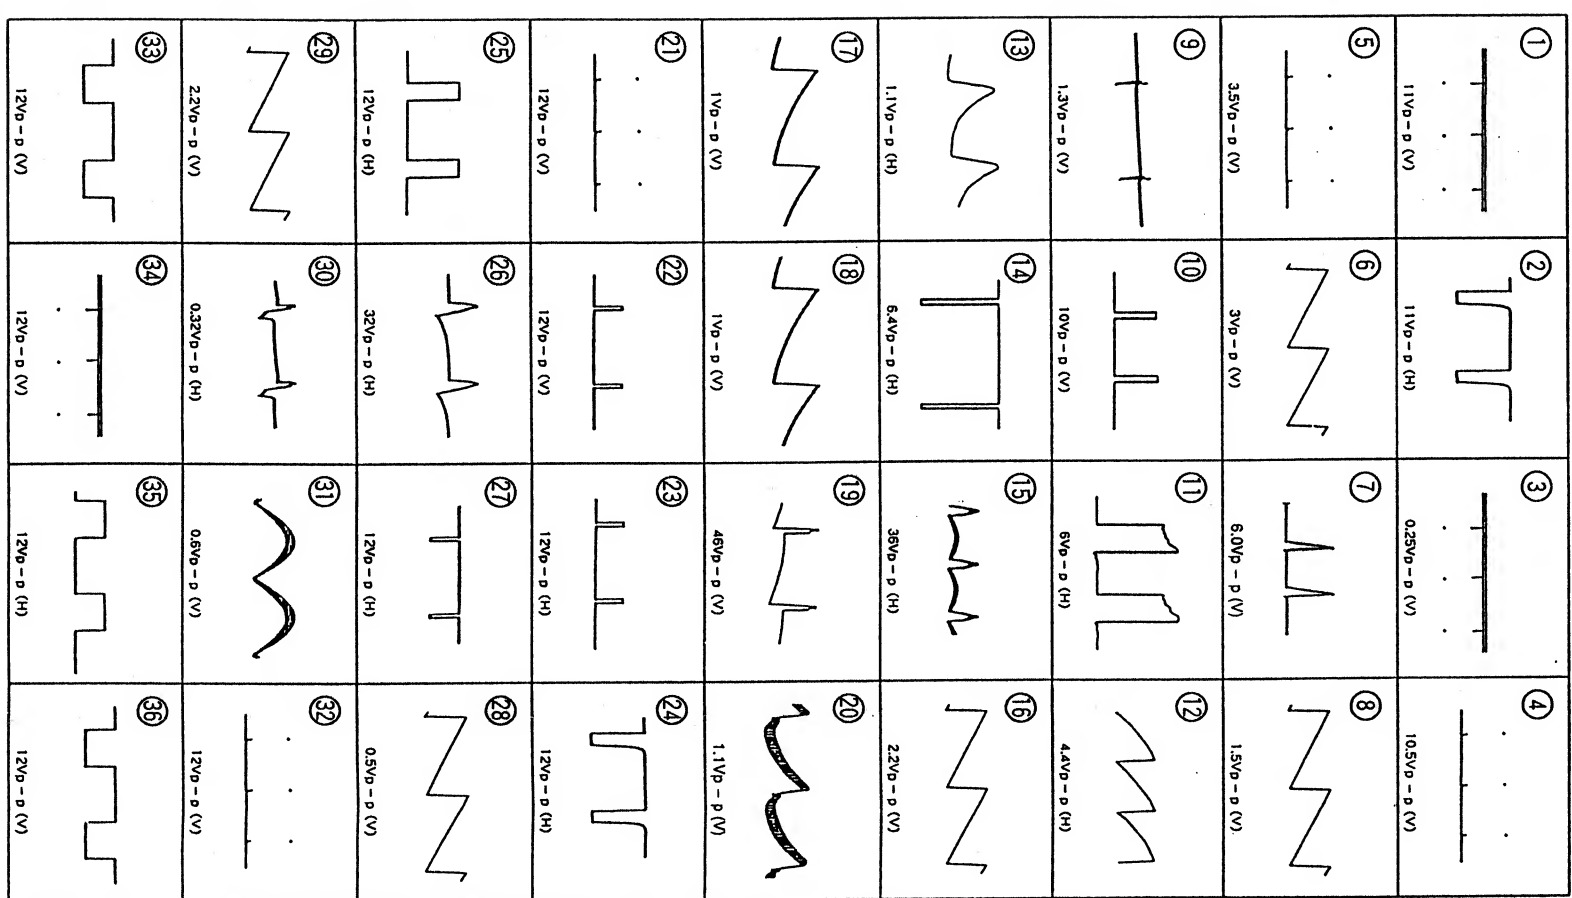 ①
11Vp-p (V)
②
11Vp-p (H)
③
0.25Vp-p (V)
④
10.5Vp-p (V)
⑤
3.5Vp-p (V)
⑥
3Vp-p (V)
⑦
6.0Vp-p (V)
⑧
1.5Vp-p (V).
⑨
1.3Vp-p (V)
⑩
10Vp-p (V)
⑪
6Vp-p (H)
⑫
4.4Vp-p (H)
⑬
1.1Vp-p (H)
⑭
6.4Vp-p (H)
⑮
36Vp-p (H)
⑯
2.2Vp-p (V)
⑰
1Vp-p (V)
⑱
1Vp-p (V)
⑲
46Vp-p (V)
⑳
1.1Vp-p (V)
㉑
12Vp-p (V)
㉒
12Vp-p (V)
㉓
12Vp-p (H)
㉔
12Vp-p (H)
㉕
12Vp-p (H)
㉖
32Vp-p (H)
㉗
12Vp-p (H)
㉘
0.5Vp-p (V)
㉙
2.2Vp-p (V)
㉚
0.32Vp-p (H)
㉛
0.6Vp-p (V)
㉜
12Vp-p (V)
㉝
12Vp-p (V)
㉞
12Vp-p (V)
㉟
12Vp-p (H)
㊱
12Vp-p (V)